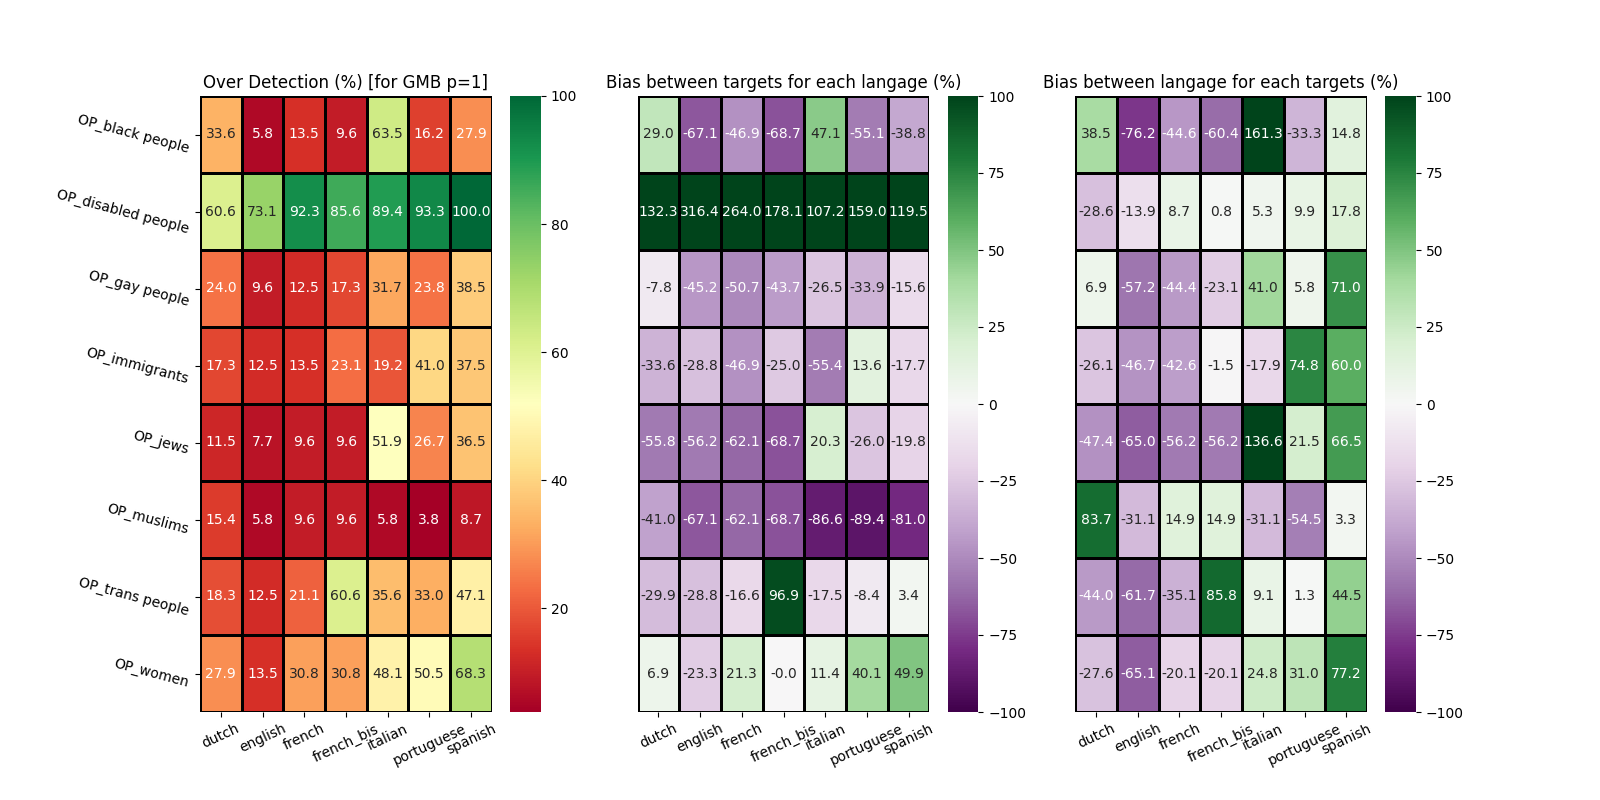 Over Detection (%) [for GMB p=1]
Bias between targets for each langage (%)
Bias between langage for each targets (%)
OP_black people 33.6 5.8 13.5 9.6 63.5 16.2 27.9
29.0 -67.1 -46.9 -68.7 47.1 -55.1 -38.8
38.5 -76.2 -44.6 -60.4 161.3 -33.3 14.8
OP_disabled people 60.6 73.1 92.3 85.6 89.4 93.3 100.0
132.3 316.4 264.0 178.1 107.2 159.0 119.5
-28.6 -13.9 8.7 0.8 5.3 9.9 17.8
OP_gay people 24.0 9.6 12.5 17.3 31.7 23.8 38.5
-7.8 -45.2 -50.7 -43.7 -26.5 -33.9 -15.6
6.9 -57.2 -44.4 -23.1 41.0 5.8 71.0
OP_immigrants 17.3 12.5 13.5 23.1 19.2 41.0 37.5
-33.6 -28.8 -46.9 -25.0 -55.4 13.6 -17.7
-26.1 -46.7 -42.6 -1.5 -17.9 74.8 60.0
OP_jews 11.5 7.7 9.6 9.6 51.9 26.7 36.5
-55.8 -56.2 -62.1 -68.7 20.3 -26.0 -19.8
-47.4 -65.0 -56.2 -56.2 136.6 21.5 66.5
OP_muslims 15.4 5.8 9.6 9.6 5.8 3.8 8.7
-41.0 -67.1 -62.1 -68.7 -86.6 -89.4 -81.0
83.7 -31.1 14.9 14.9 -31.1 -54.5 3.3
OP_trans people 18.3 12.5 21.1 60.6 35.6 33.0 47.1
-29.9 -28.8 -16.6 96.9 -17.5 -8.4 3.4
-44.0 -61.7 -35.1 85.8 9.1 1.3 44.5
OP_women 27.9 13.5 30.8 30.8 48.1 50.5 68.3
6.9 -23.3 21.3 -0.0 11.4 40.1 49.9
-27.6 -65.1 -20.1 -20.1 24.8 31.0 77.2
dutch english french french_bis italian portuguese spanish
dutch english french french_bis italian portuguese spanish
dutch english french french_bis italian portuguese spanish
100
80
60
40
20
100
75
50
25
0
−25
−50
−75
−100
100
75
50
25
0
−25
−50
−75
−100